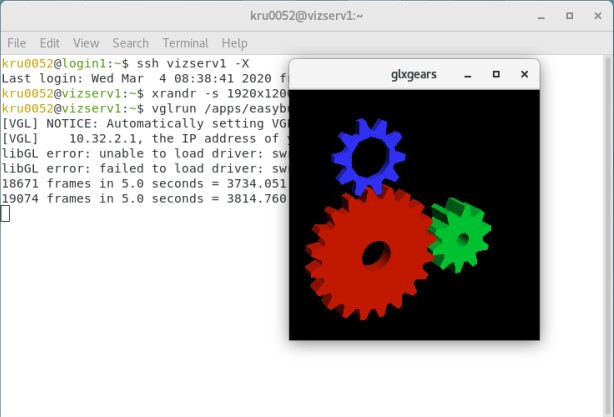 kru0052@vizserv1:~
File Edit View Search Terminal Help
kru0052@login1:~$ ssh vizserv1 -X
Last login: Wed Mar  4 08:38:41 2020
kru0052@vizserv1:~$ xrandr -s 1920x120
kru0052@vizserv1:~$ vglrun /apps/easybu
[VGL] NOTICE: Automatically setting VGL
[VGL]    10.32.2.1, the IP address of
libGL error: unable to load driver: sw
libGL error: failed to load driver: sw
18671 frames in 5.0 seconds = 3734.051
19074 frames in 5.0 seconds = 3814.760
glxgears